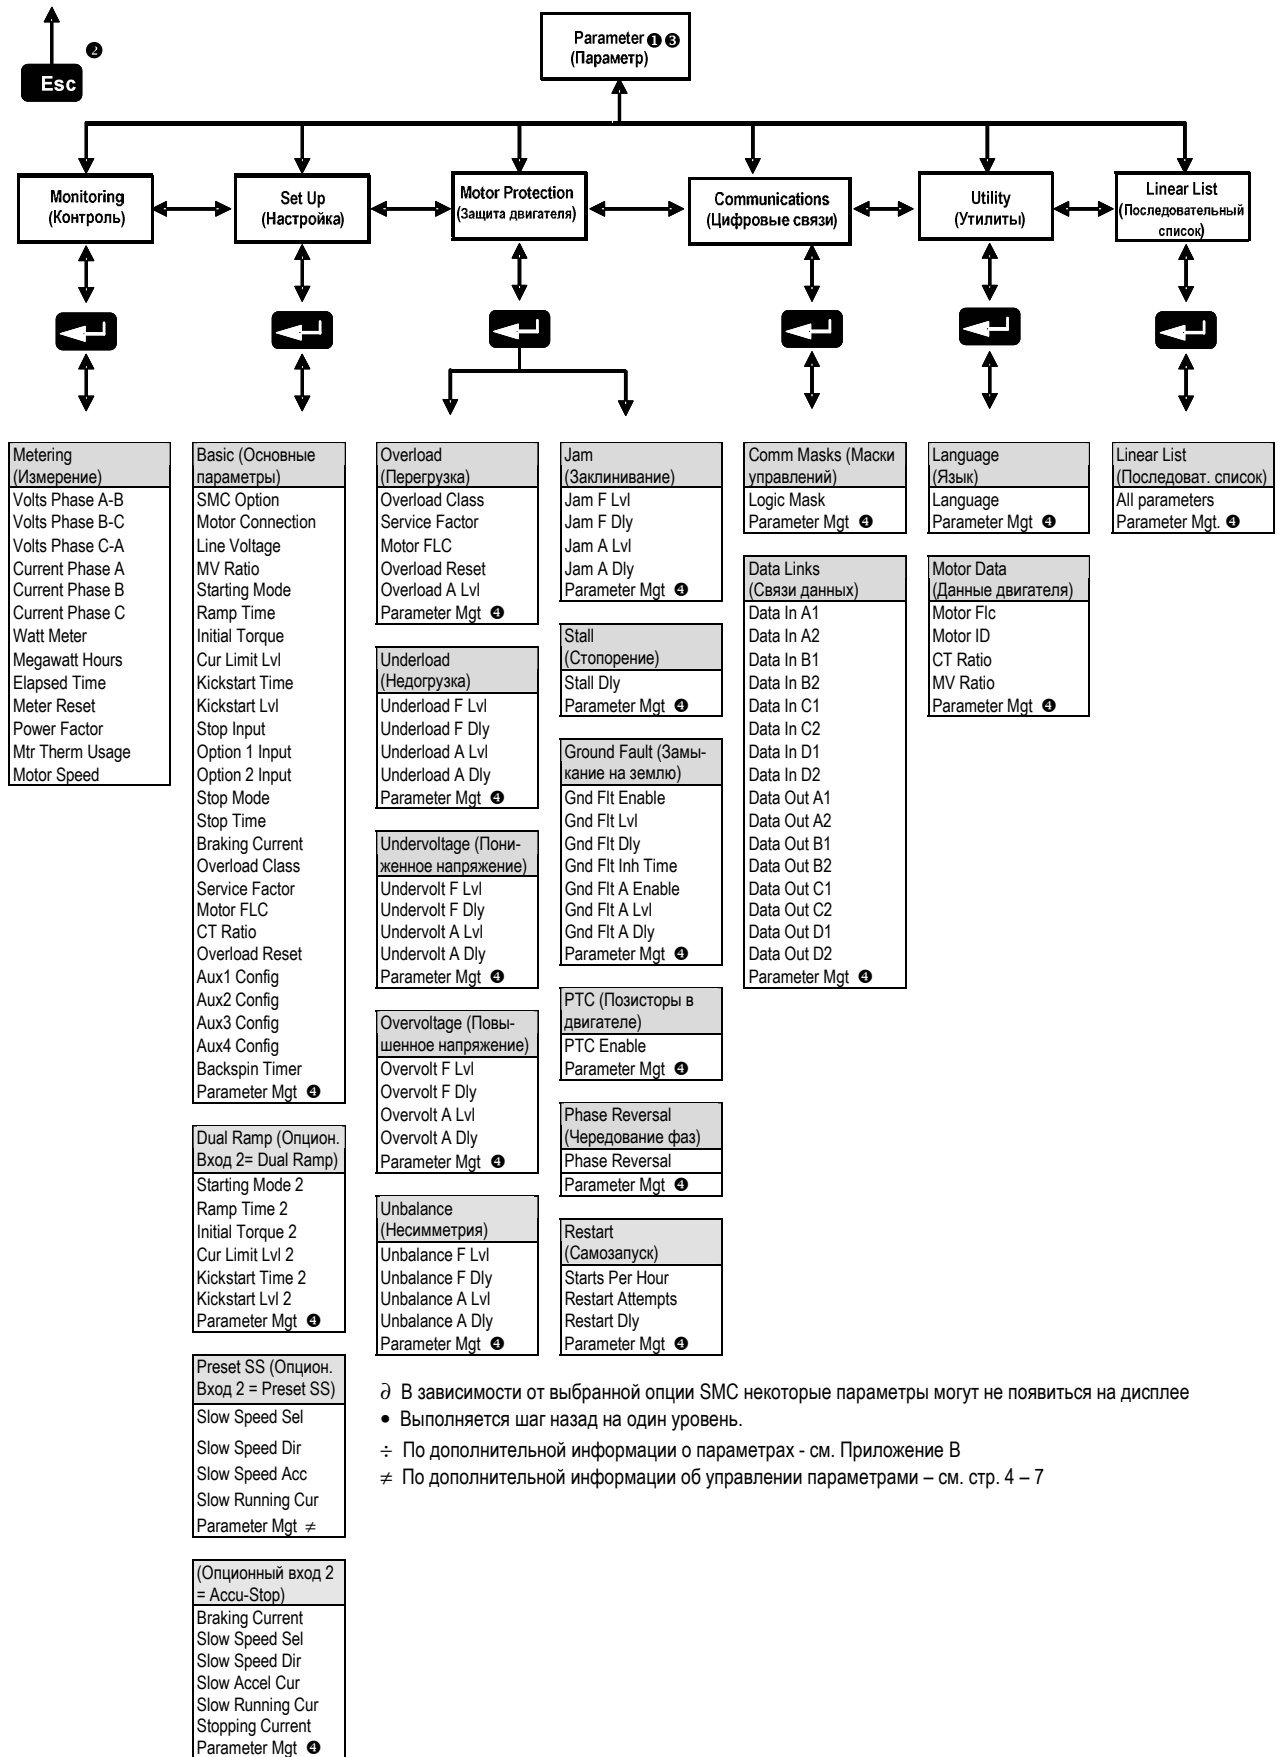 ❷
Esc
Parameter ❶ ❸
(Параметр)
Monitoring
(Контроль)
Set Up
(Настройка)
Motor Protection
(Защита двигателя)
Communications
(Цифровые связи)
Utility
(Утилиты)
Linear List
(Последовательный
список)
Metering
(Измерение)
Volts Phase A-B
Volts Phase B-C
Volts Phase C-A
Current Phase A
Current Phase B
Current Phase C
Watt Meter
Megawatt Hours
Elapsed Time
Meter Reset
Power Factor
Mtr Therm Usage
Motor Speed
Basic (Основные
параметры)
SMC Option
Motor Connection
Line Voltage
MV Ratio
Starting Mode
Ramp Time
Initial Torque
Cur Limit Lvl
Kickstart Time
Kickstart Lvl
Stop Input
Option 1 Input
Option 2 Input
Stop Mode
Stop Time
Braking Current
Overload Class
Service Factor
Motor FLC
CT Ratio
Overload Reset
Aux1 Config
Aux2 Config
Aux3 Config
Aux4 Config
Backspin Timer
Parameter Mgt ❹
Dual Ramp (Опцион.
Вход 2= Dual Ramp)
Starting Mode 2
Ramp Time 2
Initial Torque 2
Cur Limit Lvl 2
Kickstart Time 2
Kickstart Lvl 2
Parameter Mgt ❹
Preset SS (Опцион.
Вход 2 = Preset SS)
Slow Speed Sel
Slow Speed Dir
Slow Speed Acc
Slow Running Cur
Parameter Mgt ≠
(Опционный вход 2
= Accu-Stop)
Braking Current
Slow Speed Sel
Slow Speed Dir
Slow Accel Cur
Slow Running Cur
Stopping Current
Parameter Mgt ❹
Overload
(Перегрузка)
Overload Class
Service Factor
Motor FLC
Overload Reset
Overload A Lvl
Parameter Mgt ❹
Underload
(Недогрузка)
Underload F Lvl
Underload F Dly
Underload A Lvl
Underload A Dly
Parameter Mgt ❹
Undervoltage (Пони-
женное напряжение)
Undervolt F Lvl
Undervolt F Dly
Undervolt A Lvl
Undervolt A Dly
Parameter Mgt ❹
Overvoltage (Повы-
шенное напряжение)
Overvolt F Lvl
Overvolt F Dly
Overvolt A Lvl
Overvolt A Dly
Parameter Mgt ❹
Unbalance
(Несимметрия)
Unbalance F Lvl
Unbalance F Dly
Unbalance A Lvl
Unbalance A Dly
Parameter Mgt ❹
Jam
(Заклинивание)
Jam F Lvl
Jam F Dly
Jam A Lvl
Jam A Dly
Parameter Mgt ❹
Stall
(Стопорение)
Stall Dly
Parameter Mgt ❹
Ground Fault (Замы-
кание на землю)
Gnd Flt Enable
Gnd Flt Lvl
Gnd Flt Dly
Gnd Flt Inh Time
Gnd Flt A Enable
Gnd Flt A Lvl
Gnd Flt A Dly
Parameter Mgt ❹
PTC (Позисторы в
двигателе)
PTC Enable
Parameter Mgt ❹
Phase Reversal
(Чередование фаз)
Phase Reversal
Parameter Mgt ❹
Restart
(Самозапуск)
Starts Per Hour
Restart Attempts
Restart Dly
Parameter Mgt ❹
Comm Masks (Маски
управлений)
Logic Mask
Parameter Mgt ❹
Data Links
(Связи данных)
Data In A1
Data In A2
Data In B1
Data In B2
Data In C1
Data In C2
Data In D1
Data In D2
Data Out A1
Data Out A2
Data Out B1
Data Out B2
Data Out C1
Data Out C2
Data Out D1
Data Out D2
Parameter Mgt ❹
Language
(Язык)
Language
Parameter Mgt ❹
Motor Data
(Данные двигателя)
Motor Flc
Motor ID
CT Ratio
MV Ratio
Parameter Mgt ❹
Linear List
(Последоват. список)
All parameters
Parameter Mgt. ❹
∂ В зависимости от выбранной опции SMC некоторые параметры могут не появиться на дисплее
• Выполняется шаг назад на один уровень.
÷ По дополнительной информации о параметрах - см. Приложение В
≠ По дополнительной информации об управлении параметрами – см. стр. 4 – 7